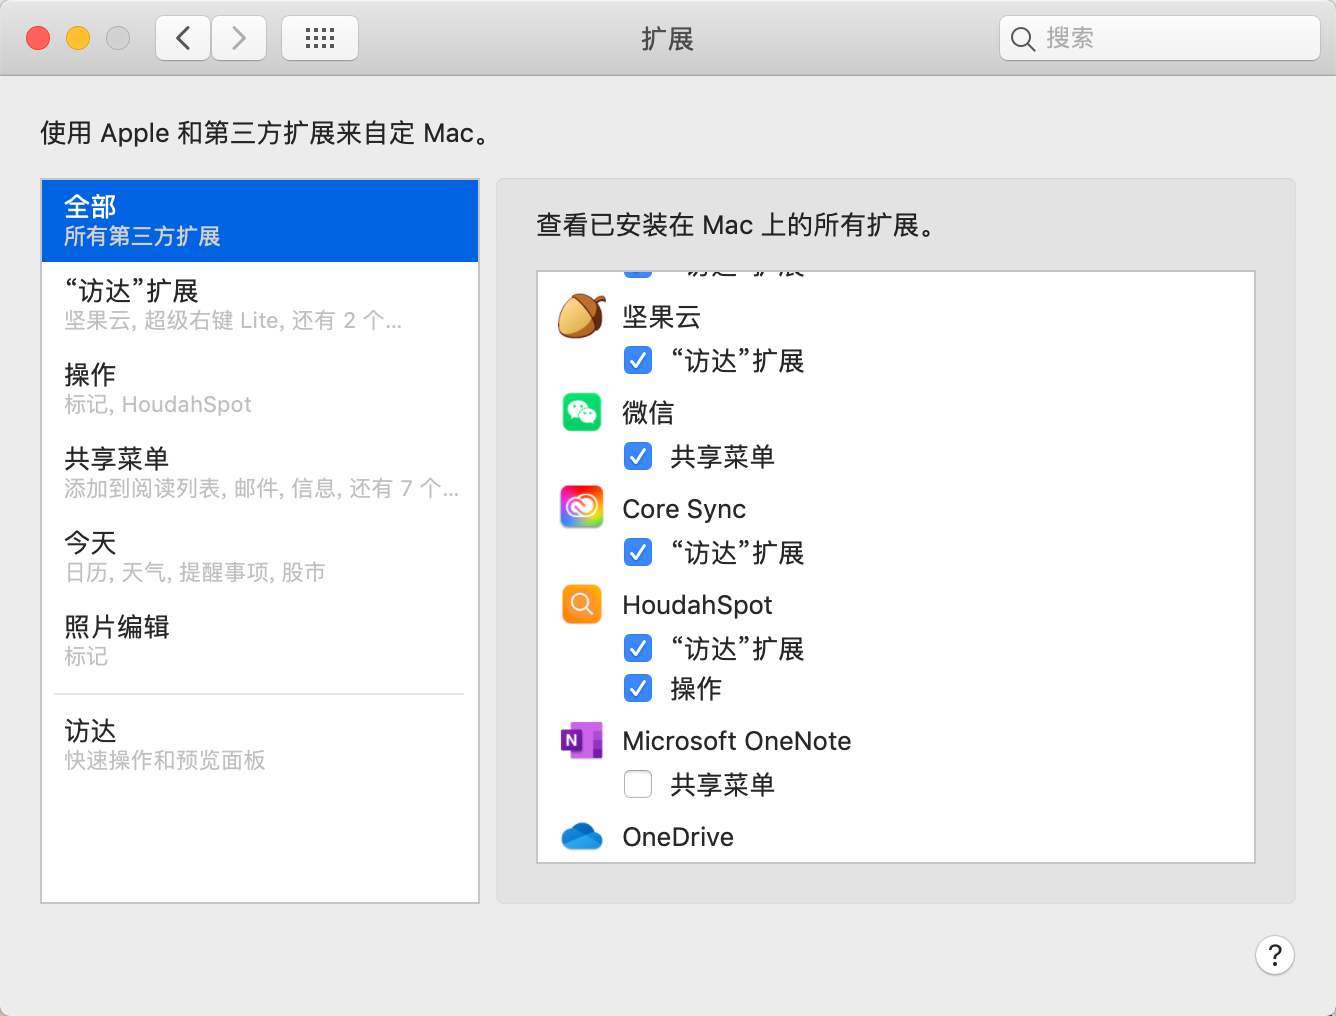 扩展
搜索
使用 Apple 和第三方扩展来自定 Mac。
全部
所有第三方扩展
“访达”扩展
坚果云, 超级右键 Lite, 还有 2 个...
操作
标记, HoudahSpot
共享菜单
添加到阅读列表, 邮件, 信息, 还有 7 个...
今天
日历, 天气, 提醒事项, 股市
照片编辑
标记
访达
快速操作和预览面板
查看已安装在 Mac 上的所有扩展。
“访达”扩展
坚果云
“访达”扩展
微信
共享菜单
Core Sync
“访达”扩展
HoudahSpot
“访达”扩展
操作
N
Microsoft OneNote
共享菜单
OneDrive
?